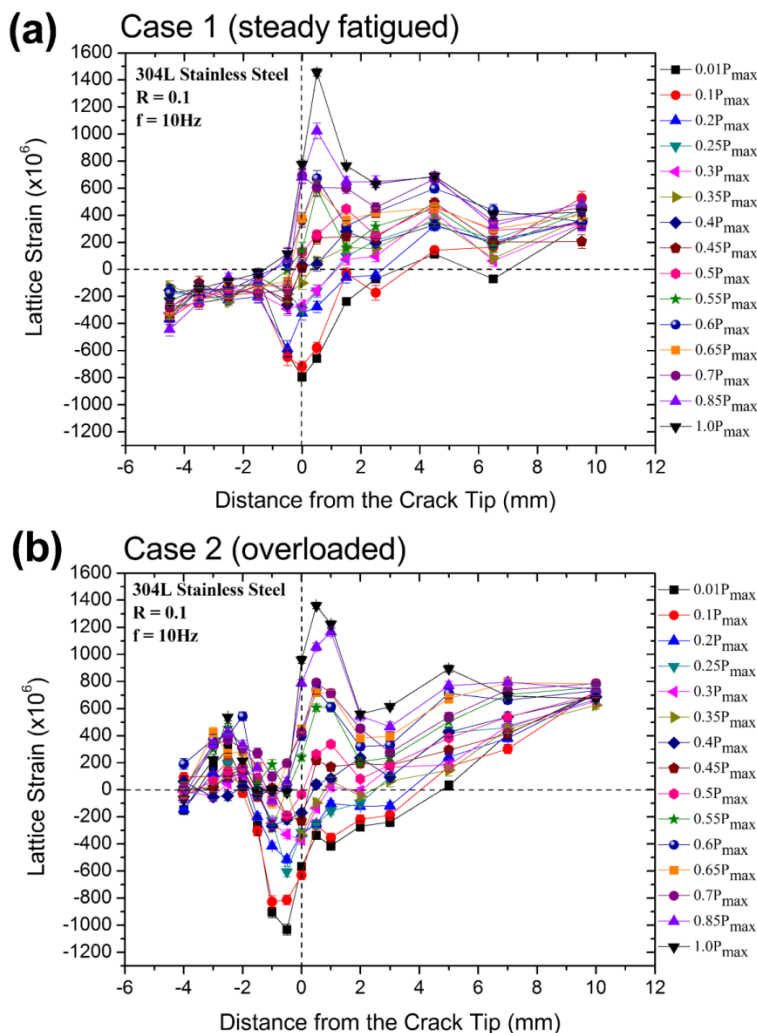 (a) Case 1 (steady fatigued)
304L Stainless Steel
R = 0.1
f = 10Hz
Lattice Strain (x10⁶)
1600
1400
1200
1000
800
600
400
200
0
-200
-400
-600
-800
-1000
-1200
-6 -4 -2 0 2 4 6 8 10 12
Distance from the Crack Tip (mm)
0.01Pmax
0.1Pmax
0.2Pmax
0.25Pmax
0.3Pmax
0.35Pmax
0.4Pmax
0.45Pmax
0.5Pmax
0.55Pmax
0.6Pmax
0.65Pmax
0.7Pmax
0.85Pmax
1.0Pmax
(b) Case 2 (overloaded)
304L Stainless Steel
R = 0.1
f = 10Hz
Lattice Strain (x10⁶)
1600
1400
1200
1000
800
600
400
200
0
-200
-400
-600
-800
-1000
-1200
-6 -4 -2 0 2 4 6 8 10 12
Distance from the Crack Tip (mm)
0.01Pmax
0.1Pmax
0.2Pmax
0.25Pmax
0.3Pmax
0.35Pmax
0.4Pmax
0.45Pmax
0.5Pmax
0.55Pmax
0.6Pmax
0.65Pmax
0.7Pmax
0.85Pmax
1.0Pmax